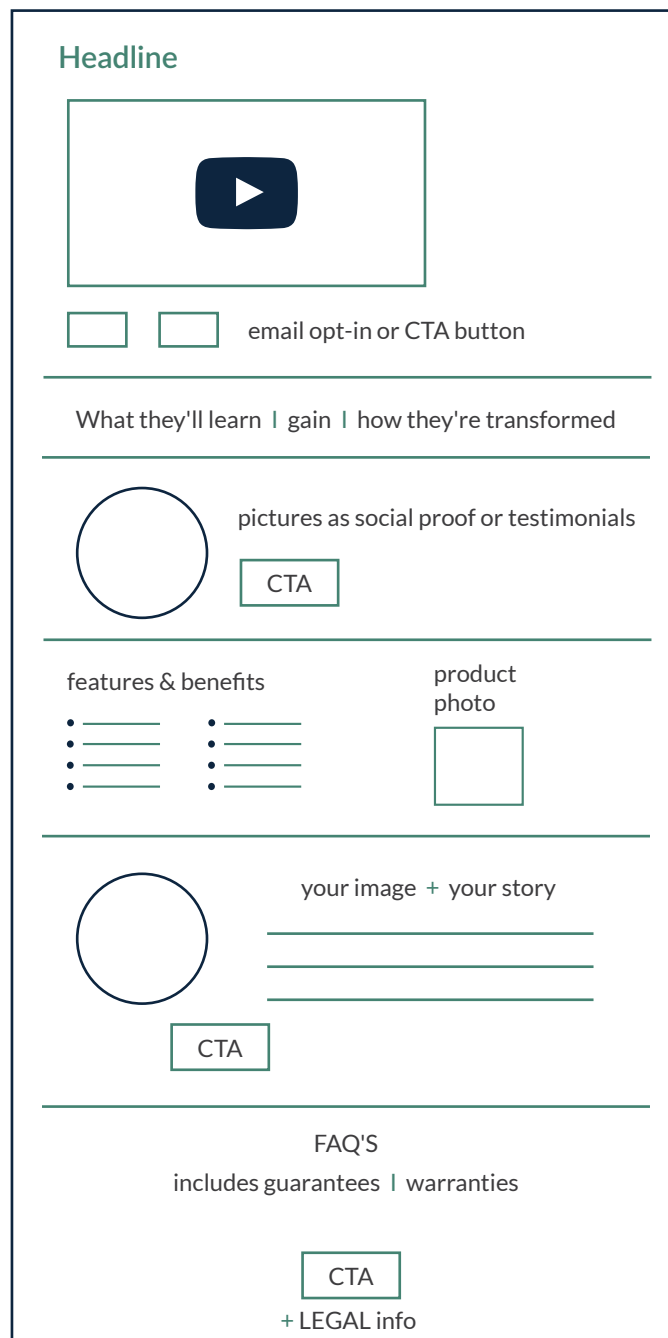 Headline
email opt-in or CTA button
What they'll learn | gain | how they're transformed
pictures as social proof or testimonials
CTA
features & benefits
product
photo
your image + your story
CTA
FAQ'S
includes guarantees | warranties
CTA
+ LEGAL info